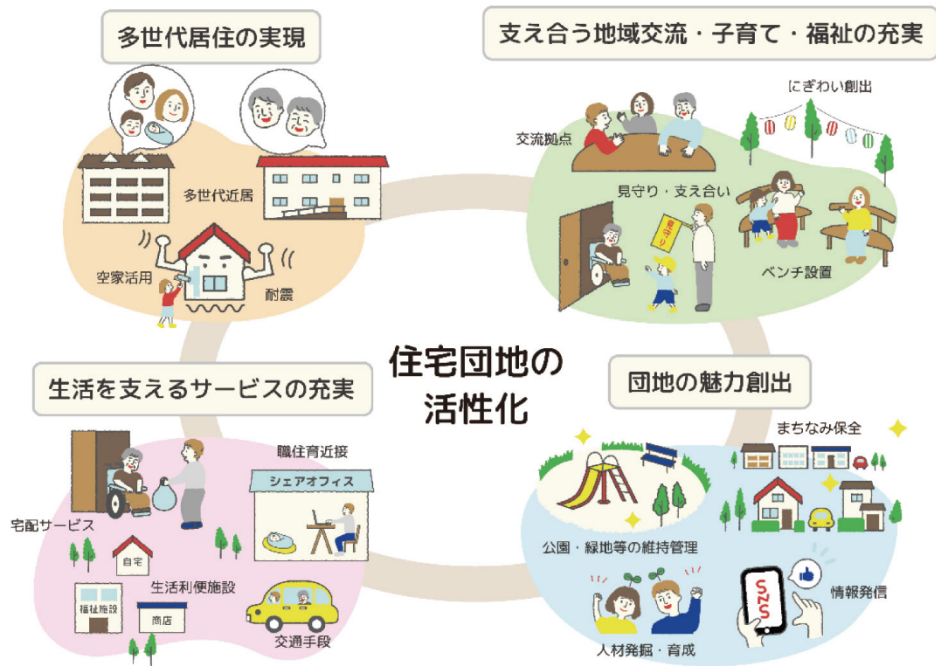 多世代居住の実現
多世代近居
空家活用
耐震
支え合う地域交流・子育て・福祉の充実
にぎわい創出
交流拠点
見守り・支え合い
見守り
ベンチ設置
住宅団地の
活性化
生活を支えるサービスの充実
職住育近接
シェアオフィス
宅配サービス
自宅
生活利便施設
福祉施設
商店
交通手段
団地の魅力創出
まちなみ保全
公園・緑地等の維持管理
情報発信
SNS
人材発掘・育成